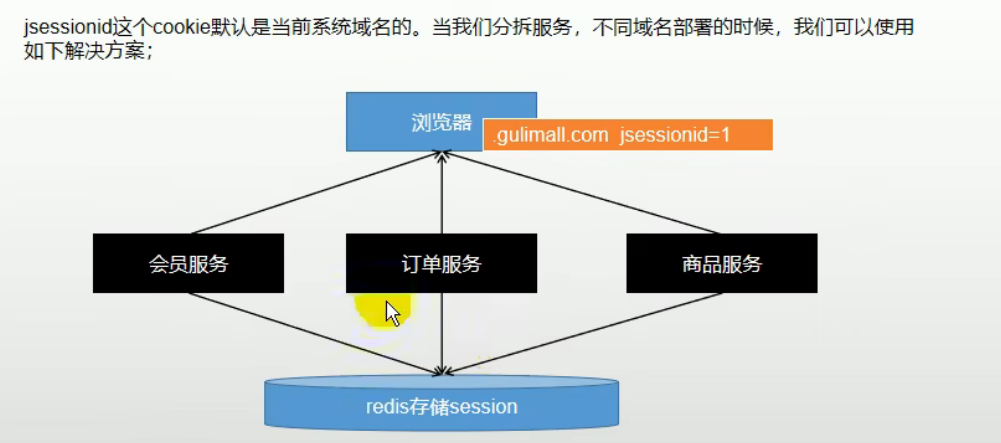 jsessionid这个cookie默认是当前系统域名的。当我们分拆服务，不同域名部署的时候，我们可以使用
如下解决方案；
浏览器
.gulimall.com jsessionid=1
会员服务
订单服务
商品服务
redis存储session